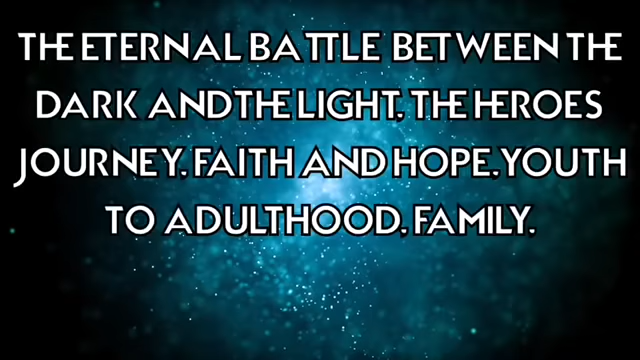 THE ETERNAL BATTLE BETWEEN THE
DARK AND THE LIGHT. THE HEROES
JOURNEY. FAITH AND HOPE. YOUTH
TO ADULTHOOD. FAMILY.